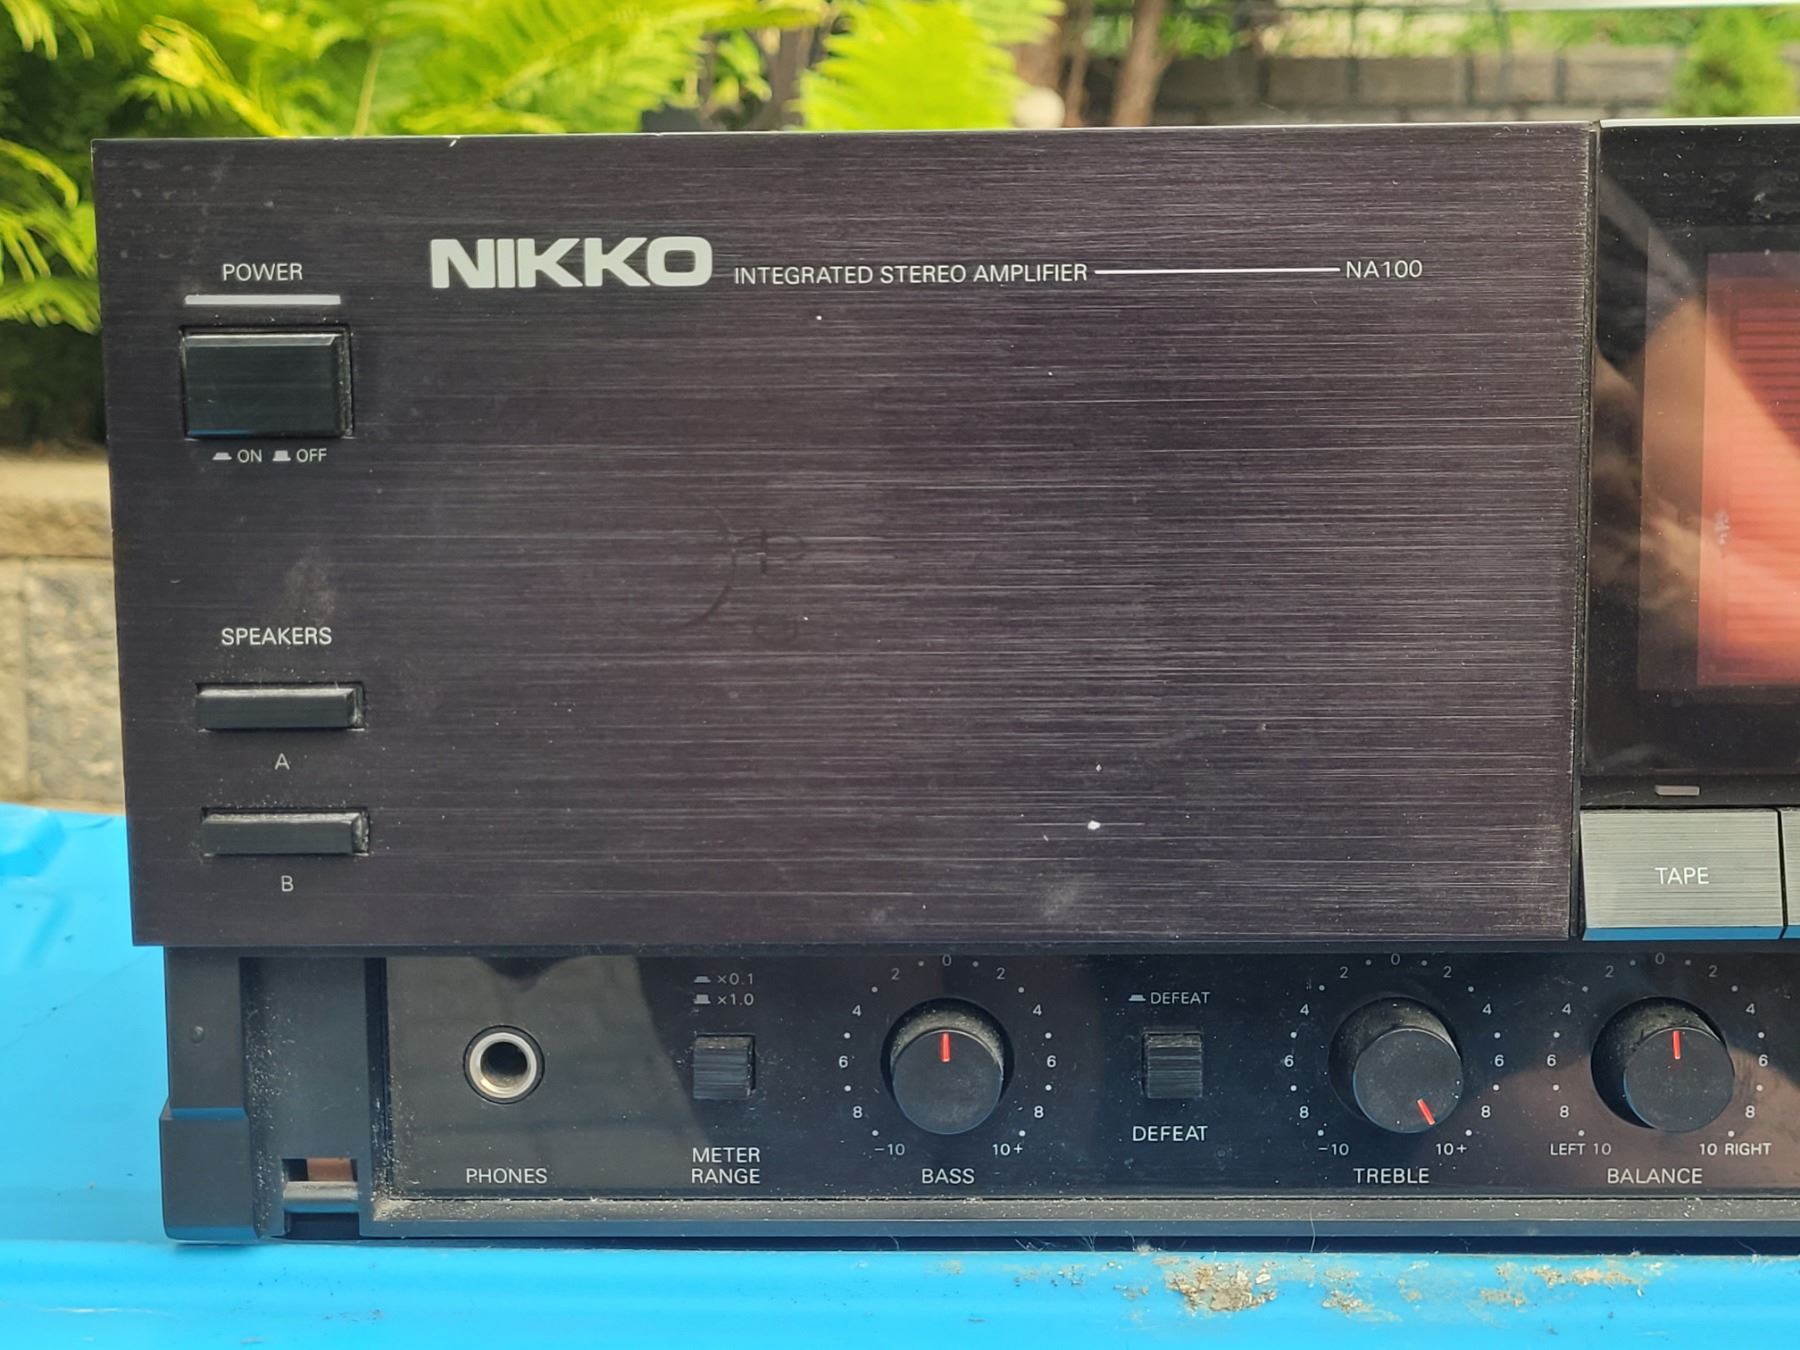 POWER
NIKKO INTEGRATED STEREO AMPLIFIER NA100
ON OFF
SPEAKERS
A
B
TAPE
×0.1
×1.0
METER
RANGE
PHONES
2 0 2
4 4
6 6
8 8
-10 10+
BASS
DEFEAT
DEFEAT
2 0 2
4 4
6 6
8 8
-10 10+
TREBLE
2 0 2
4 4
6 6
8 8
LEFT 10 10 RIGHT
BALANCE